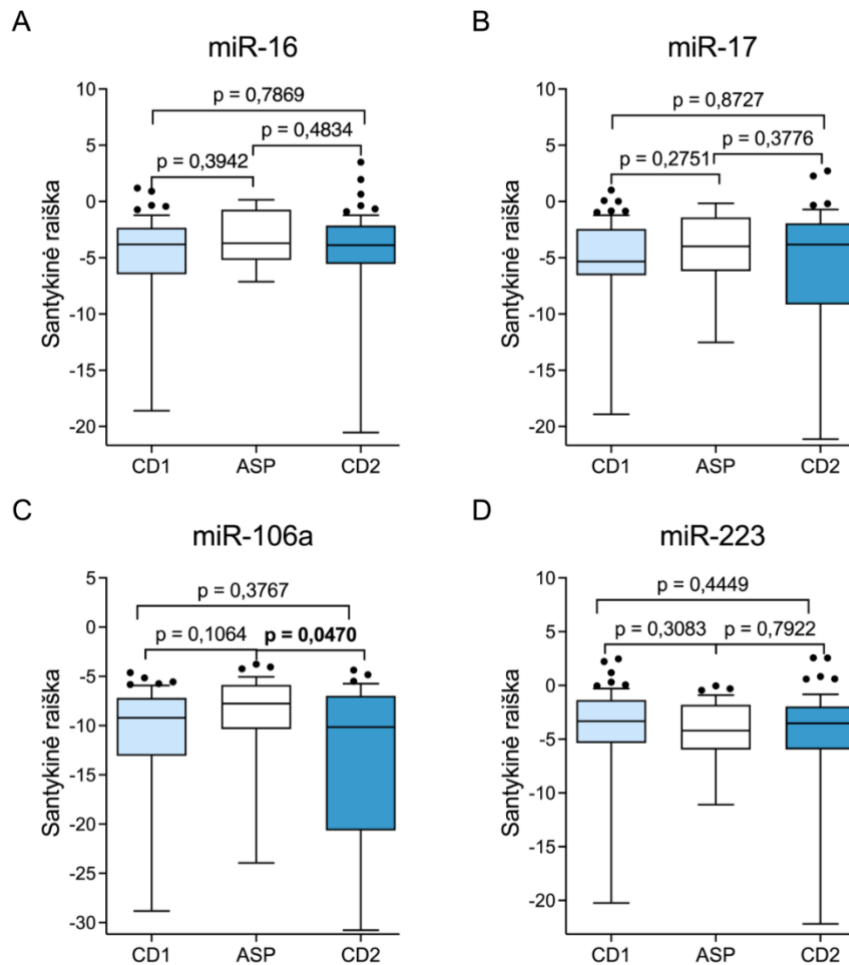 A
miR-16
Santykinė raiška
10
5
0
-5
-10
-15
-20
p = 0,7869
p = 0,4834
p = 0,3942
CD1 ASP CD2
B
miR-17
Santykinė raiška
10
5
0
-5
-10
-15
-20
p = 0,8727
p = 0,3776
p = 0,2751
CD1 ASP CD2
C
miR-106a
Santykinė raiška
5
0
-5
-10
-15
-20
-25
-30
p = 0,3767
p = 0,1064 p = 0,0470
CD1 ASP CD2
D
miR-223
Santykinė raiška
10
5
0
-5
-10
-15
-20
p = 0,4449
p = 0,3083 p = 0,7922
CD1 ASP CD2